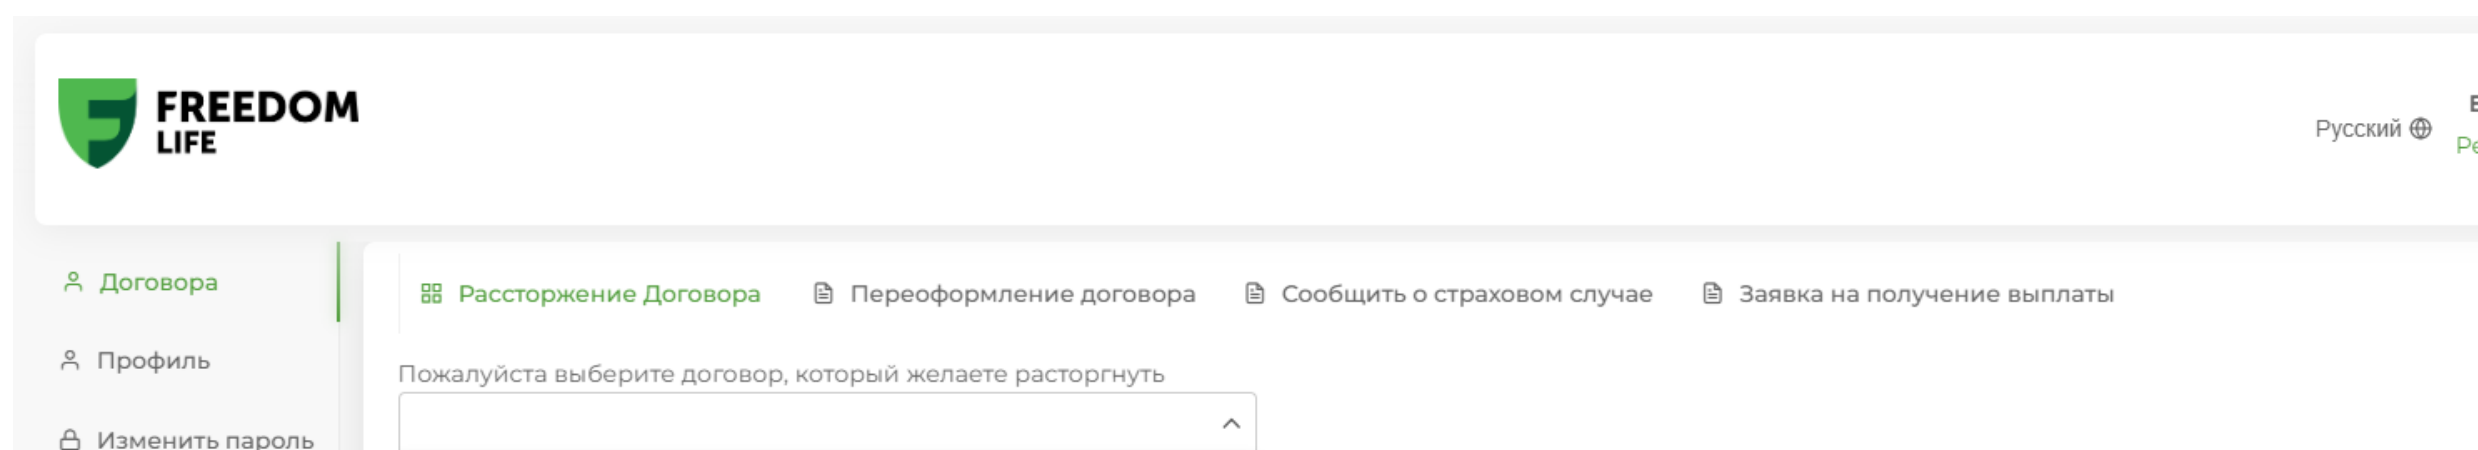 FREEDOM
LIFE
Русский
Договора
Профиль
Изменить пароль
Рассторжение Договора
Переоформление договора
Сообщить о страховом случае
Заявка на получение выплаты
Пожалуйста выберите договор, который желаете расторгнуть